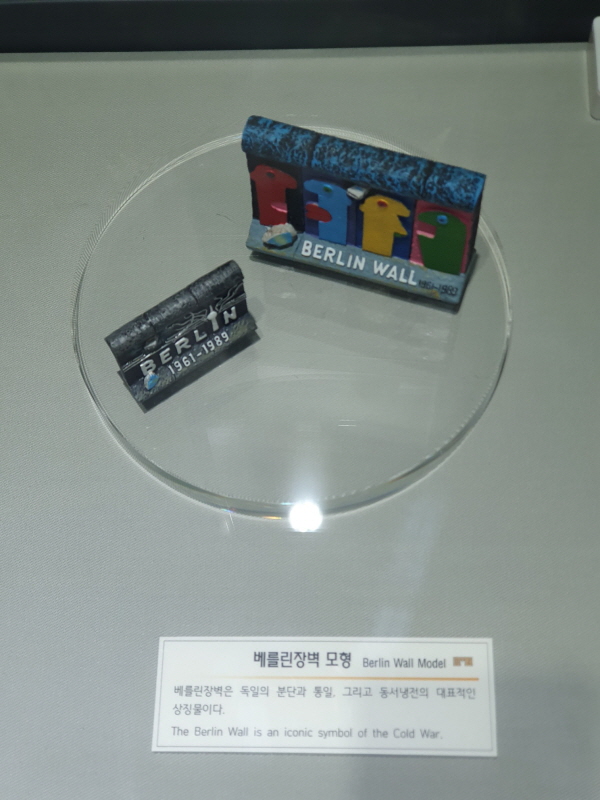 BERLIN WALL
1961-1989
BERLIN
1961-1989
베를린장벽 모형 Berlin Wall Model
베를린장벽은 독일의 분단과 통일, 그리고 동서냉전의 대표적인
상징물이다.
The Berlin Wall is an iconic symbol of the Cold War.